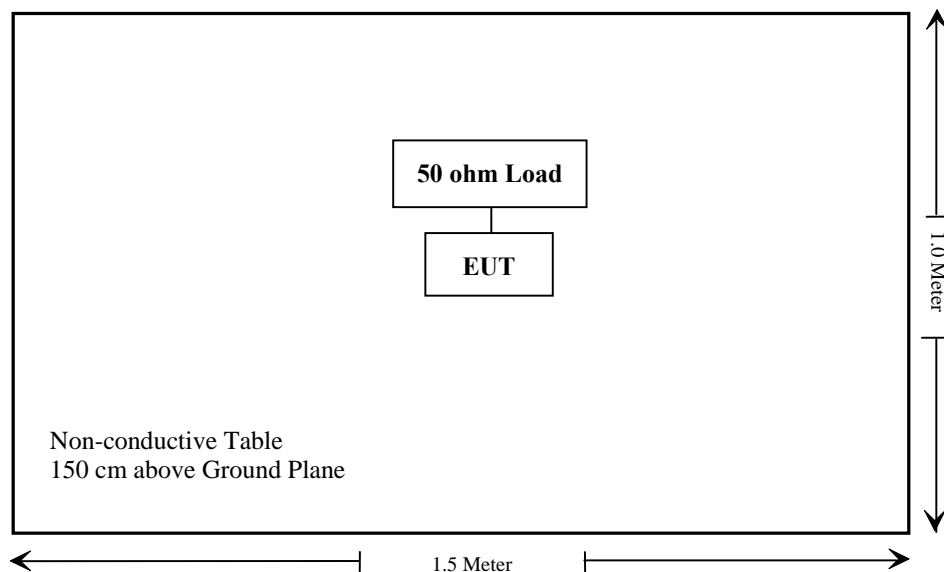 50 ohm Load
EUT
1.0 Meter
Non-conductive Table
150 cm above Ground Plane
1.5 Meter